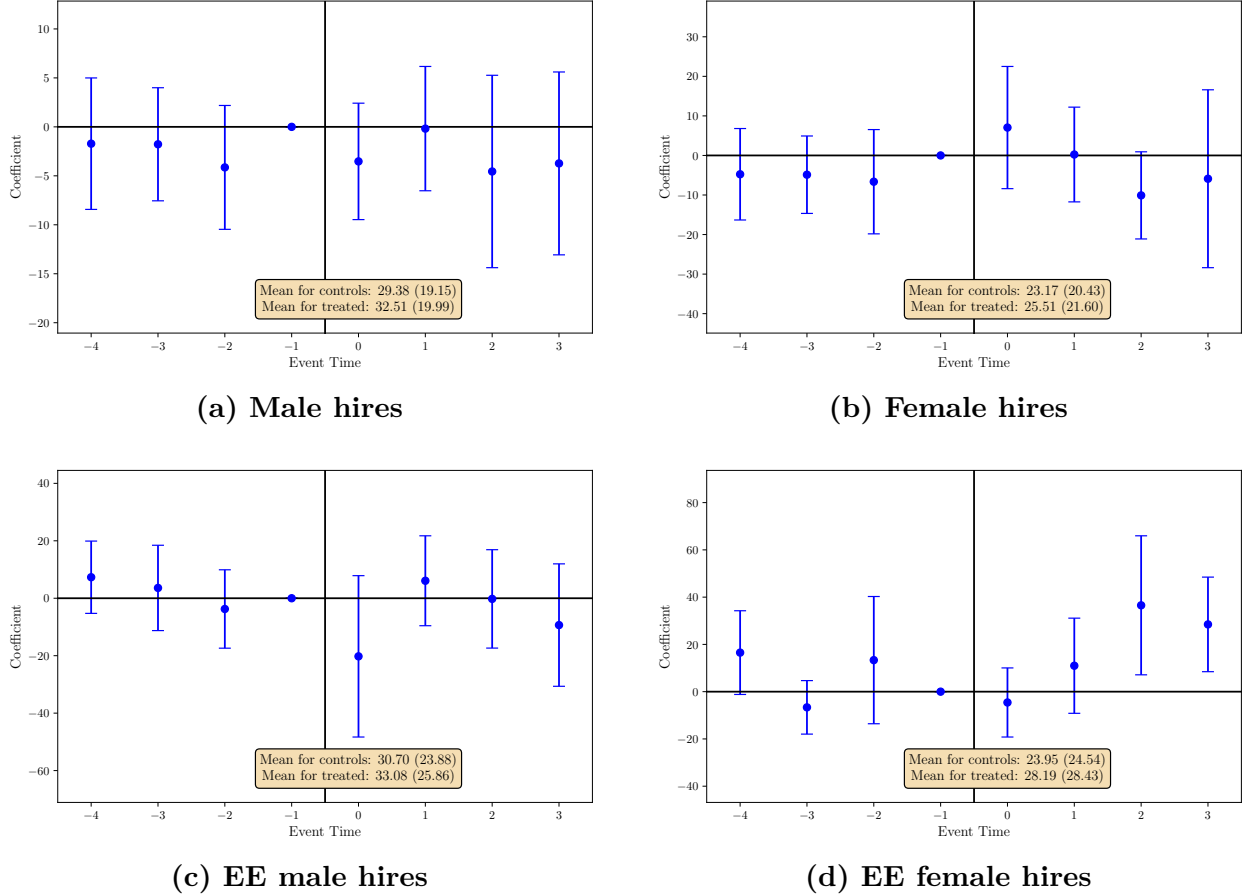 10
5
0
−5
−10
−15
−20
Coefficient
Mean for controls: 29.38 (19.15)
Mean for treated: 32.51 (19.99)
−4 −3 −2 −1 0 1 2 3
Event Time
(a) Male hires
30
20
10
0
−10
−20
−30
−40
Coefficient
Mean for controls: 23.17 (20.43)
Mean for treated: 25.51 (21.60)
−4 −3 −2 −1 0 1 2 3
Event Time
(b) Female hires
40
20
0
−20
−40
−60
Coefficient
Mean for controls: 30.70 (23.88)
Mean for treated: 33.08 (25.86)
−4 −3 −2 −1 0 1 2 3
Event Time
(c) EE male hires
80
60
40
20
0
−20
−40
Coefficient
Mean for controls: 23.95 (24.54)
Mean for treated: 28.19 (28.43)
−4 −3 −2 −1 0 1 2 3
Event Time
(d) EE female hires